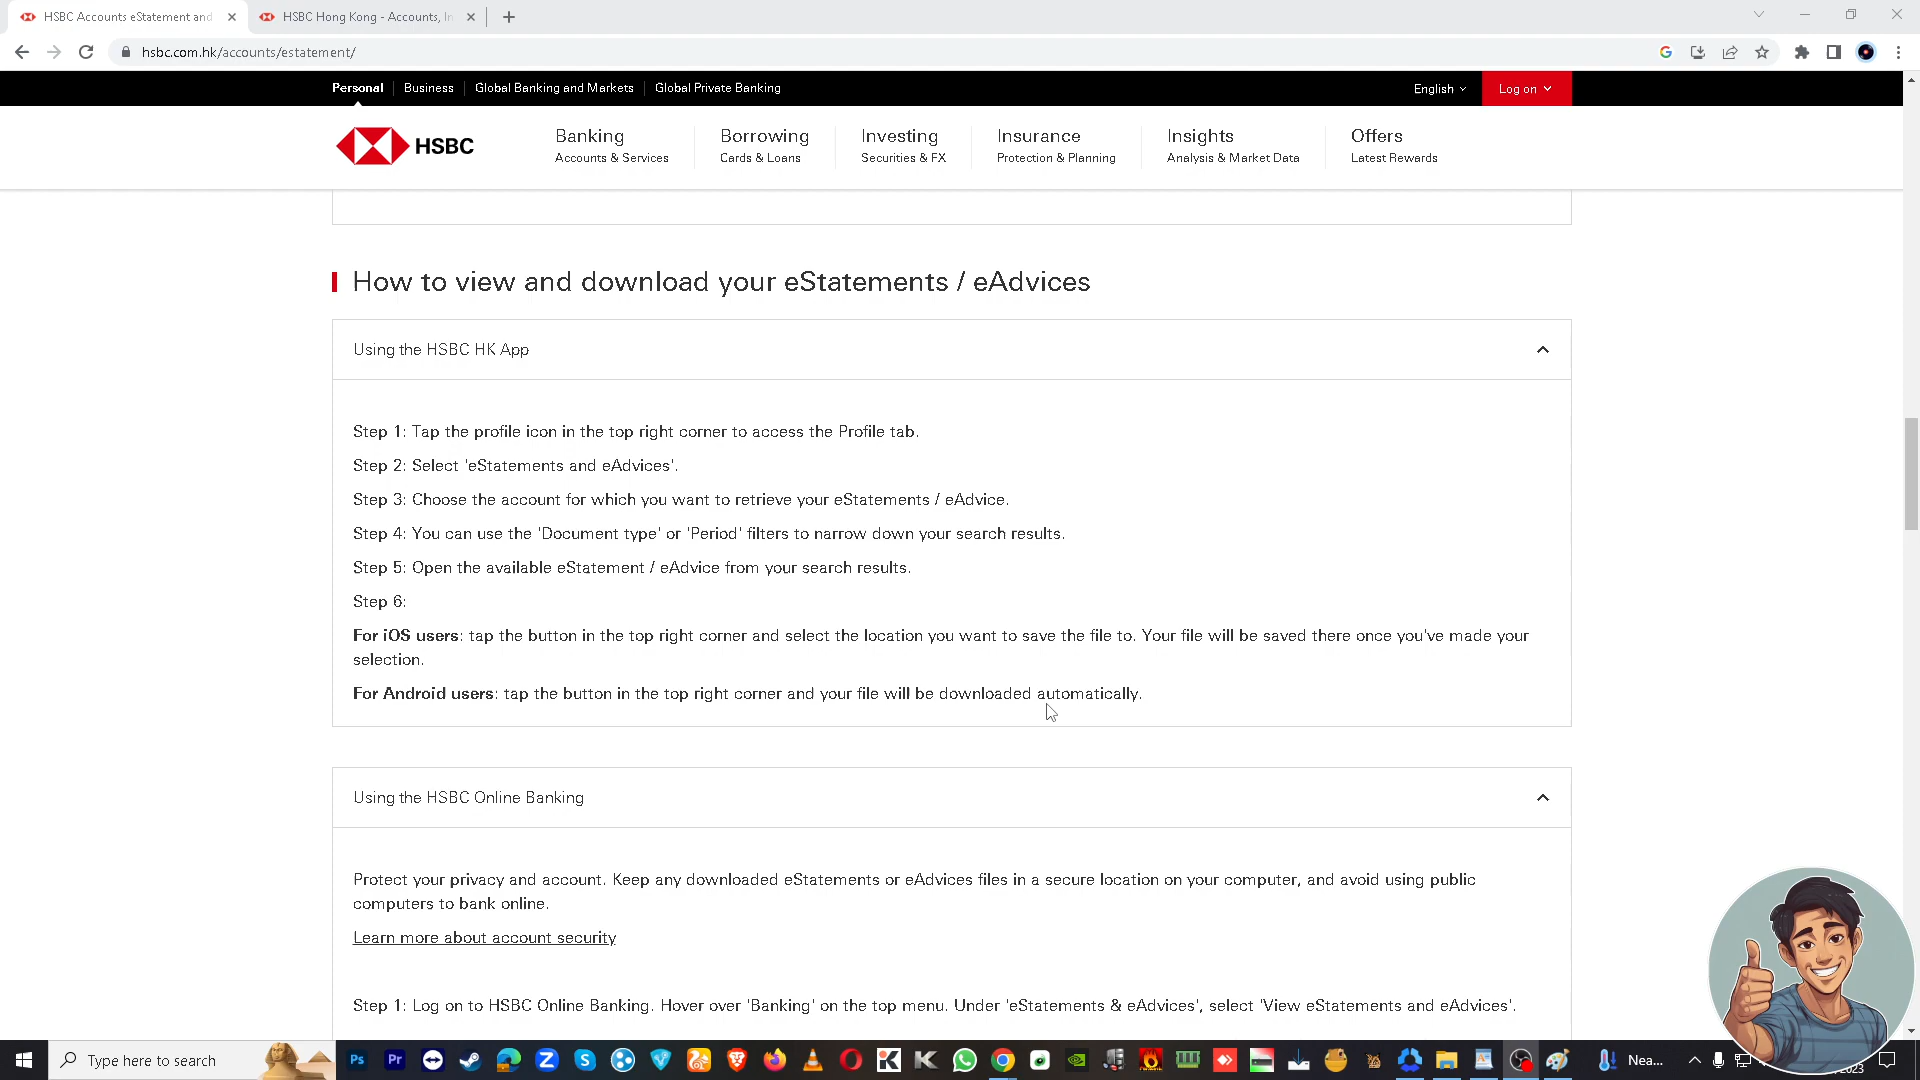 HSBC Accounts eStatement and
HSBC Hong Kong - Accounts, In
hsbc.com.hk/accounts/estatement/
Personal
Business
Global Banking and Markets
Global Private Banking
English
Log on
HSBC
Banking
Accounts & Services
Borrowing
Cards & Loans
Investing
Securities & FX
Insurance
Protection & Planning
Insights
Analysis & Market Data
Offers
Latest Rewards
How to view and download your eStatements / eAdvices
Using the HSBC HK App
Step 1: Tap the profile icon in the top right corner to access the Profile tab.
Step 2: Select 'eStatements and eAdvices'.
Step 3: Choose the account for which you want to retrieve your eStatements / eAdvice.
Step 4: You can use the 'Document type' or 'Period' filters to narrow down your search results.
Step 5: Open the available eStatement / eAdvice from your search results.
Step 6:
For iOS users: tap the button in the top right corner and select the location you want to save the file to. Your file will be saved there once you've made your
selection.
For Android users: tap the button in the top right corner and your file will be downloaded automatically.
Using the HSBC Online Banking
Protect your privacy and account. Keep any downloaded eStatements or eAdvices files in a secure location on your computer, and avoid using public
computers to bank online.
Learn more about account security
Step 1: Log on to HSBC Online Banking. Hover over 'Banking' on the top menu. Under 'eStatements & eAdvices', select 'View eStatements and eAdvices'.
Type here to search
Ps
Pr
Nea...
2023